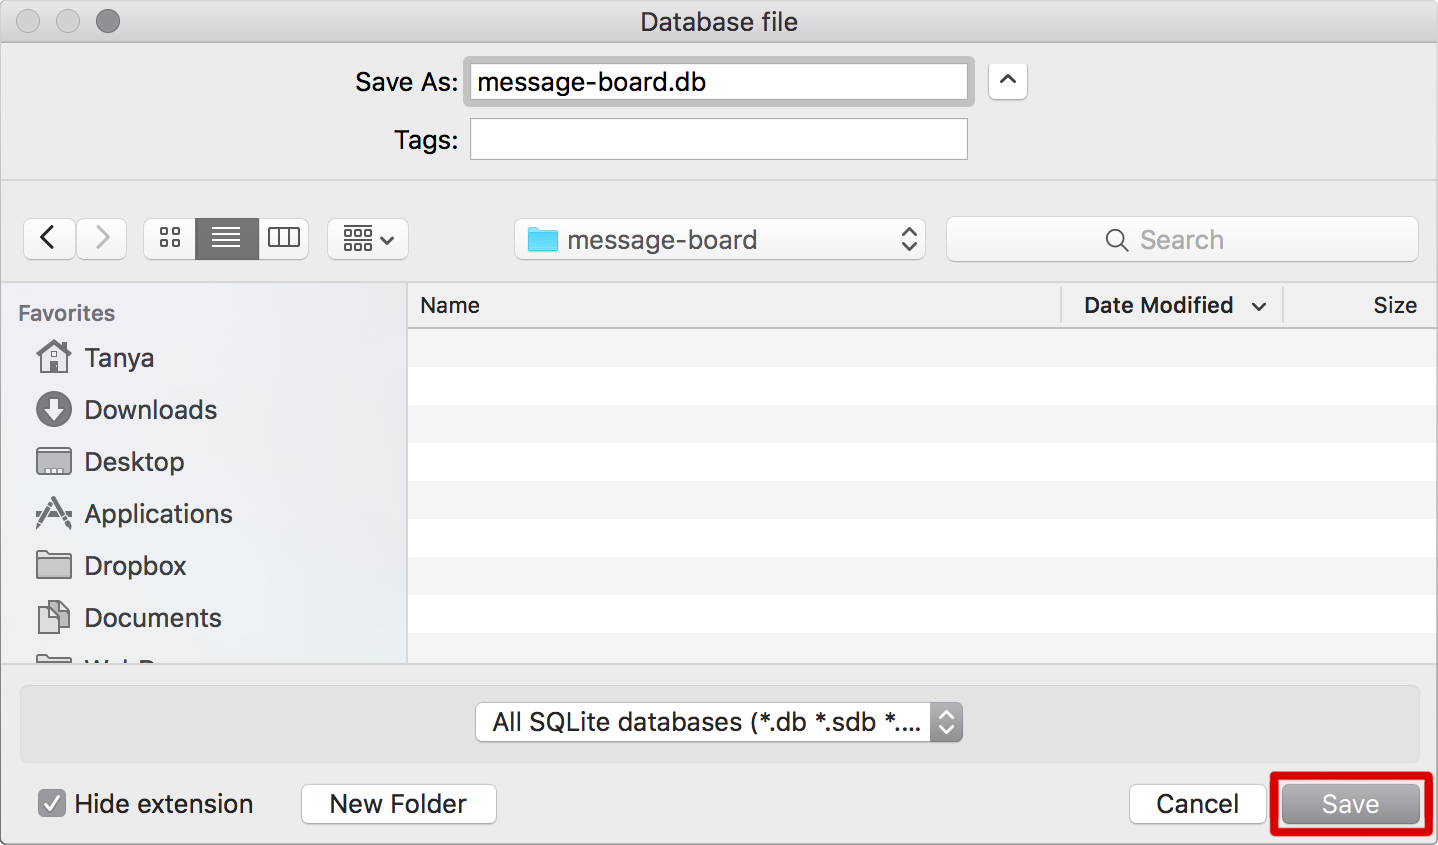 Database file
Save As: message-board.db
Tags:
message-board
Search
Favorites
Name Date Modified Size
Tanya
Downloads
Desktop
Applications
Dropbox
Documents
All SQLite databases (*.db *.sdb *....
Hide extension New Folder Cancel Save